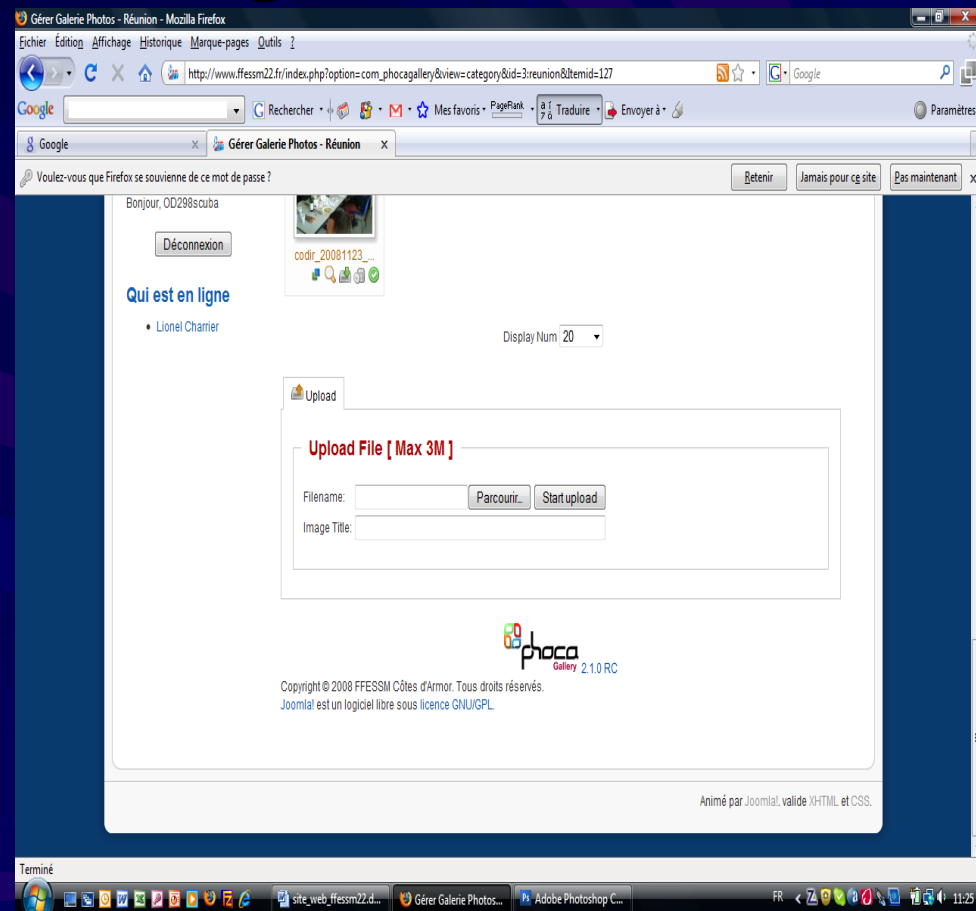 Gérer Galerie Photos - Réunion - Mozilla Firefox
Fichier Édition Affichage Historique Marque-pages Outils ?
http://www.ffessm22.fr/index.php?option=com_phocagallery&view=category&id=3:reunion&Itemid=127
Google
Google Rechercher Mes favoris PageRank Traduire Envoyer à Paramètres
Google x Gérer Galerie Photos - Réunion x
Voulez-vous que Firefox se souvienne de ce mot de passe ? Retenir Jamais pour ce site Pas maintenant x
Bonjour, OD298scuba
Déconnexion
codir_20081123_...
Qui est en ligne
• Lionel Charrier
Display Num 20
Upload
Upload File [ Max 3M ]
Filename: Parcourir... Start upload
Image Title:
phoca
Gallery 2.1.0 RC
Copyright © 2008 FFESSM Côtes d'Armor. Tous droits réservés.
Joomla! est un logiciel libre sous licence GNU/GPL.
Animé par Joomla!. valide XHTML et CSS.
Terminé
site_web_ffessm22.d... Gérer Galerie Photos... Ps Adobe Photoshop C... FR 11:25